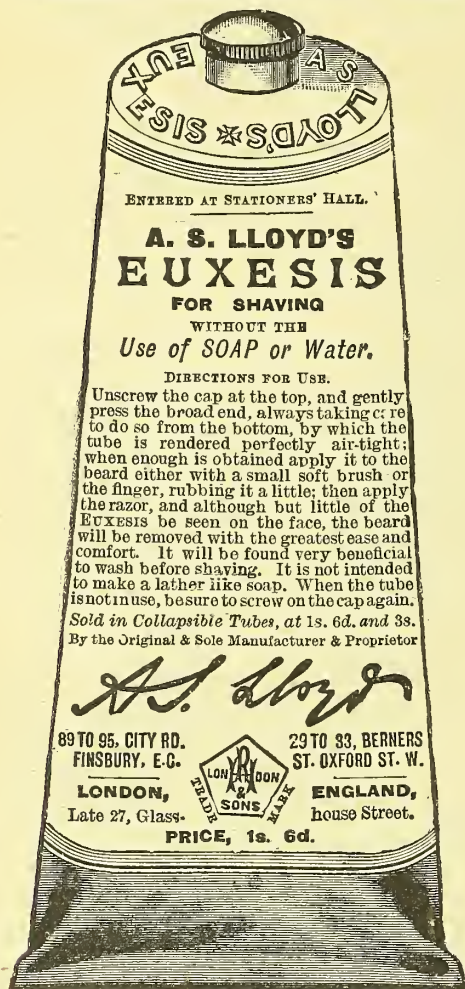 A. S. LLOYD'S EUXESIS
ENTERED AT STATIONERS' HALL.
A. S. LLOYD'S
EUXESIS
FOR SHAVING
WITHOUT THE
Use of SOAP or Water.
DIRECTIONS FOR USE.
Unscrew the cap at the top, and gently
press the broad end, always taking care
to do so from the bottom, by which the
tube is rendered perfectly air-tight;
when enough is obtained apply it to the
beard either with a small soft brush or
the finger, rubbing it a little; then apply
the razor, and although but little of the
EUXESIS be seen on the face, the beard
will be removed with the greatest ease and
comfort. It will be found very beneficial
to wash before shaving. It is not intended
to make a lather like soap. When the tube
is not in use, be sure to screw on the cap again.
Sold in Collapsible Tubes, at 1s. 6d. and 3s.
By the Original & Sole Manufacturer & Proprietor
A.S. Lloyd
89 TO 95, CITY RD.
FINSBURY, E.C.
LONDON,
Late 27, Glass-
LONDON
& SONS
TRADE MARK
29 TO 33, BERNERS
ST. OXFORD ST. W.
ENGLAND,
house Street.
PRICE, 1s. 6d.